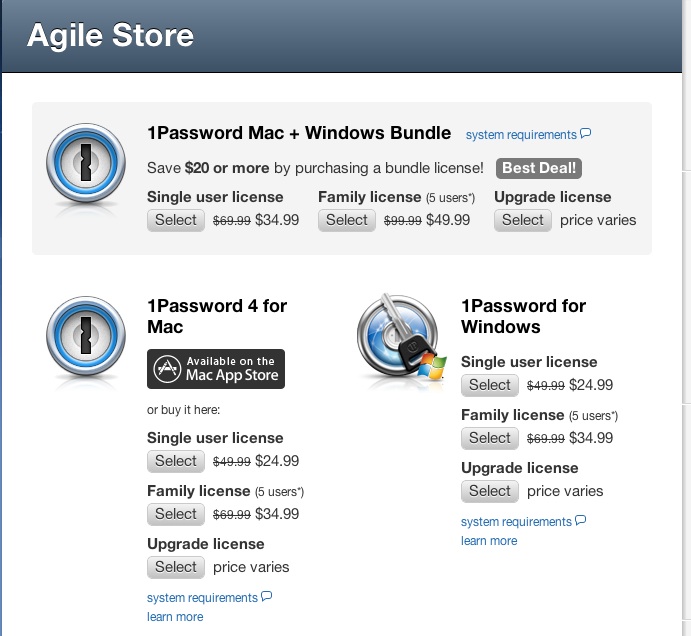 Agile Store
1Password Mac + Windows Bundle system requirements
Save $20 or more by purchasing a bundle license! Best Deal!
Single user license Family license (5 users*) Upgrade license
Select $69.99 $34.99 Select $99.99 $49.99 Select price varies
1Password 4 for
Mac
Available on the
Mac App Store
or buy it here:
Single user license
Select $49.99 $24.99
Family license (5 users*)
Select $69.99 $34.99
Upgrade license
Select price varies
system requirements
learn more
1Password for
Windows
Single user license
Select $49.99 $24.99
Family license (5 users*)
Select $69.99 $34.99
Upgrade license
Select price varies
system requirements
learn more